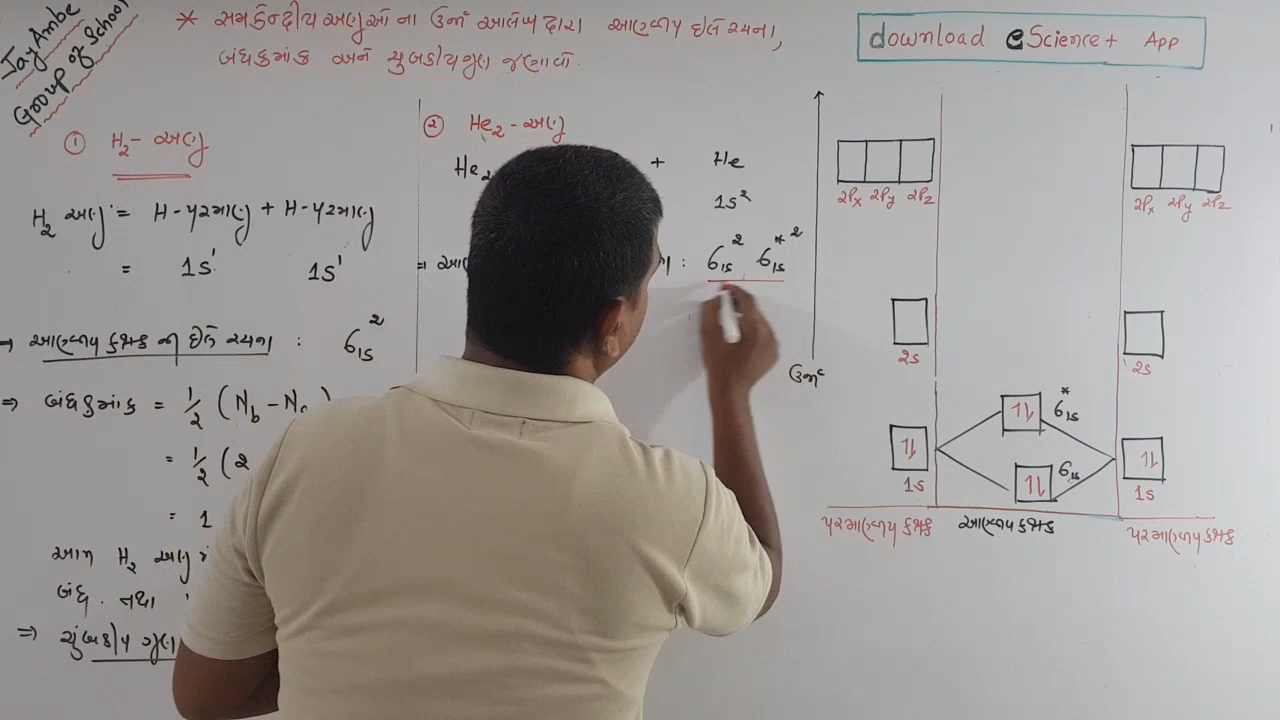 Jay Ambe
Group of School
* સમકેન્દ્રીય અણુઓ ના ઉર્જા આલેખ દ્વારા આણ્વીય ઇલે રચના,
બંધક્રમાંક અને ચુંબકીય ગુણ જણાવો.
download eScience+ App
① H₂- અણુ
H₂ અણુ = H-પરમાણુ + H-પરમાણુ
= 1s¹ 1s¹
→ આણ્વીય કક્ષક ની ઇલે રચના : σ1s²
⇒ બંધક્રમાંક = 1/2 (Nb - Na)
= 1/2 (2
= 1
આમ H₂ અણુમાં
બંધ. તથા
⇒ ચુંબકીય ગુણ
② He₂ - અણુ
He₂ + He
1s²
⇒ : σ1s² σ*1s²
ઉર્જા
2Px 2Py 2Pz
2s
1s
પરમાણ્વીય કક્ષક
σ*1s
σ1s
આણ્વીય કક્ષક
2Px 2Py 2Pz
2s
1s
પરમાણ્વીય કક્ષક